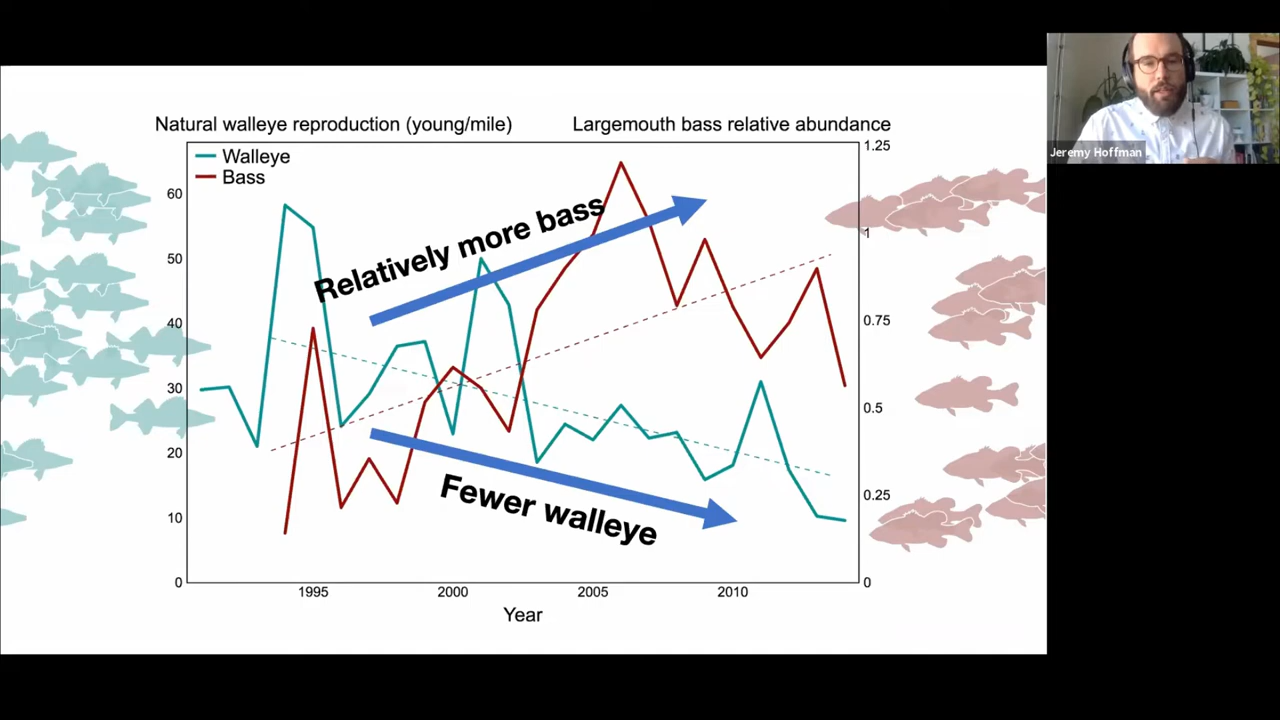 Natural walleye reproduction (young/mile)
Largemouth bass relative abundance
Walleye
Bass
60
50
40
30
20
10
0
1.25
1
0.75
0.5
0.25
0
Relatively more bass
Fewer walleye
1995
2000
2005
2010
Year
Jeremy Hoffman